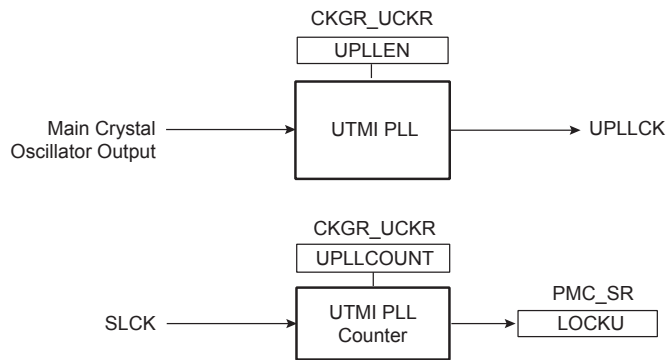 CKGR_UCKR
UPLLEN
Main Crystal
Oscillator Output
UTMI PLL
UPLLCK
CKGR_UCKR
UPLLCOUNT
SLCK
UTMI PLL
Counter
PMC_SR
LOCKU